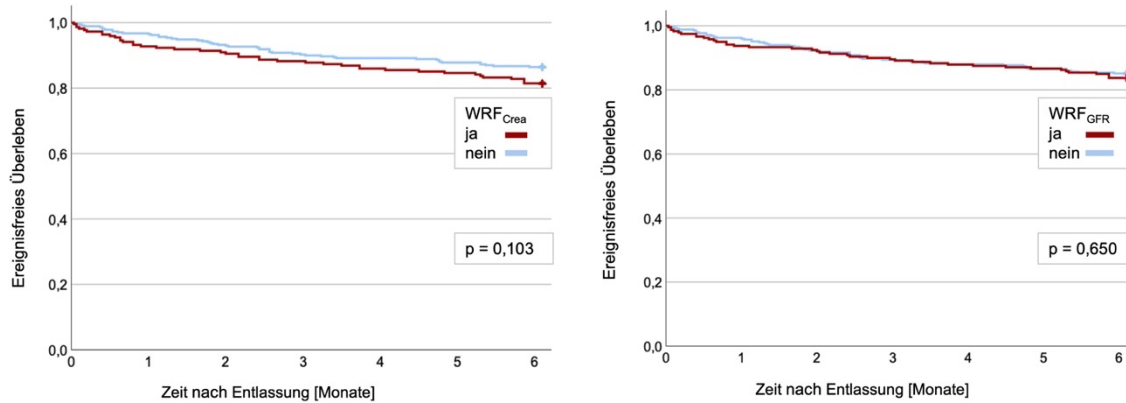 1,0
0,8
0,6
0,4
0,2
0,0
Ereignisfreies Überleben
WRFCrea
ja
nein
p = 0,103
0 1 2 3 4 5 6
Zeit nach Entlassung [Monate]
1,0
0,8
0,6
0,4
0,2
0,0
Ereignisfreies Überleben
WRFGFR
ja
nein
p = 0,650
0 1 2 3 4 5 6
Zeit nach Entlassung [Monate]